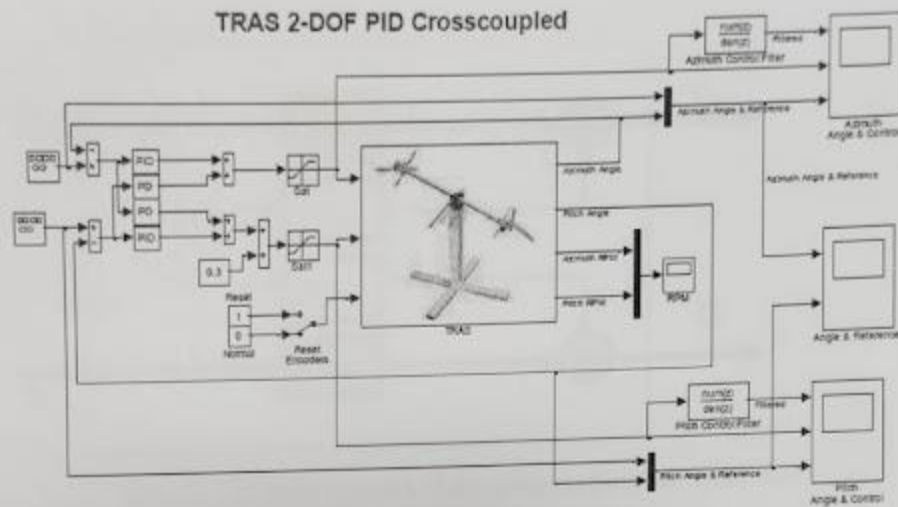 TRAS 2-DOF PID Crosscoupled
num(z)
den(z)
Filtered
Azimuth Control Filter
Azimuth Angle & Reference
Azimuth
Angle & Control
PID
PD
PD
PID
Sat
Azimuth Angle
Azimuth Angle & Reference
Pitch Angle
Sat1
0.3
Azimuth RPM
Pitch RPM
RPM
Reset
1
0
Normal
Reset
Encoders
TRAS
Angle & Reference
num(z)
den(z)
Filtered
Pitch Control Filter
Pitch Angle & Reference
Pitch
Angle & Control